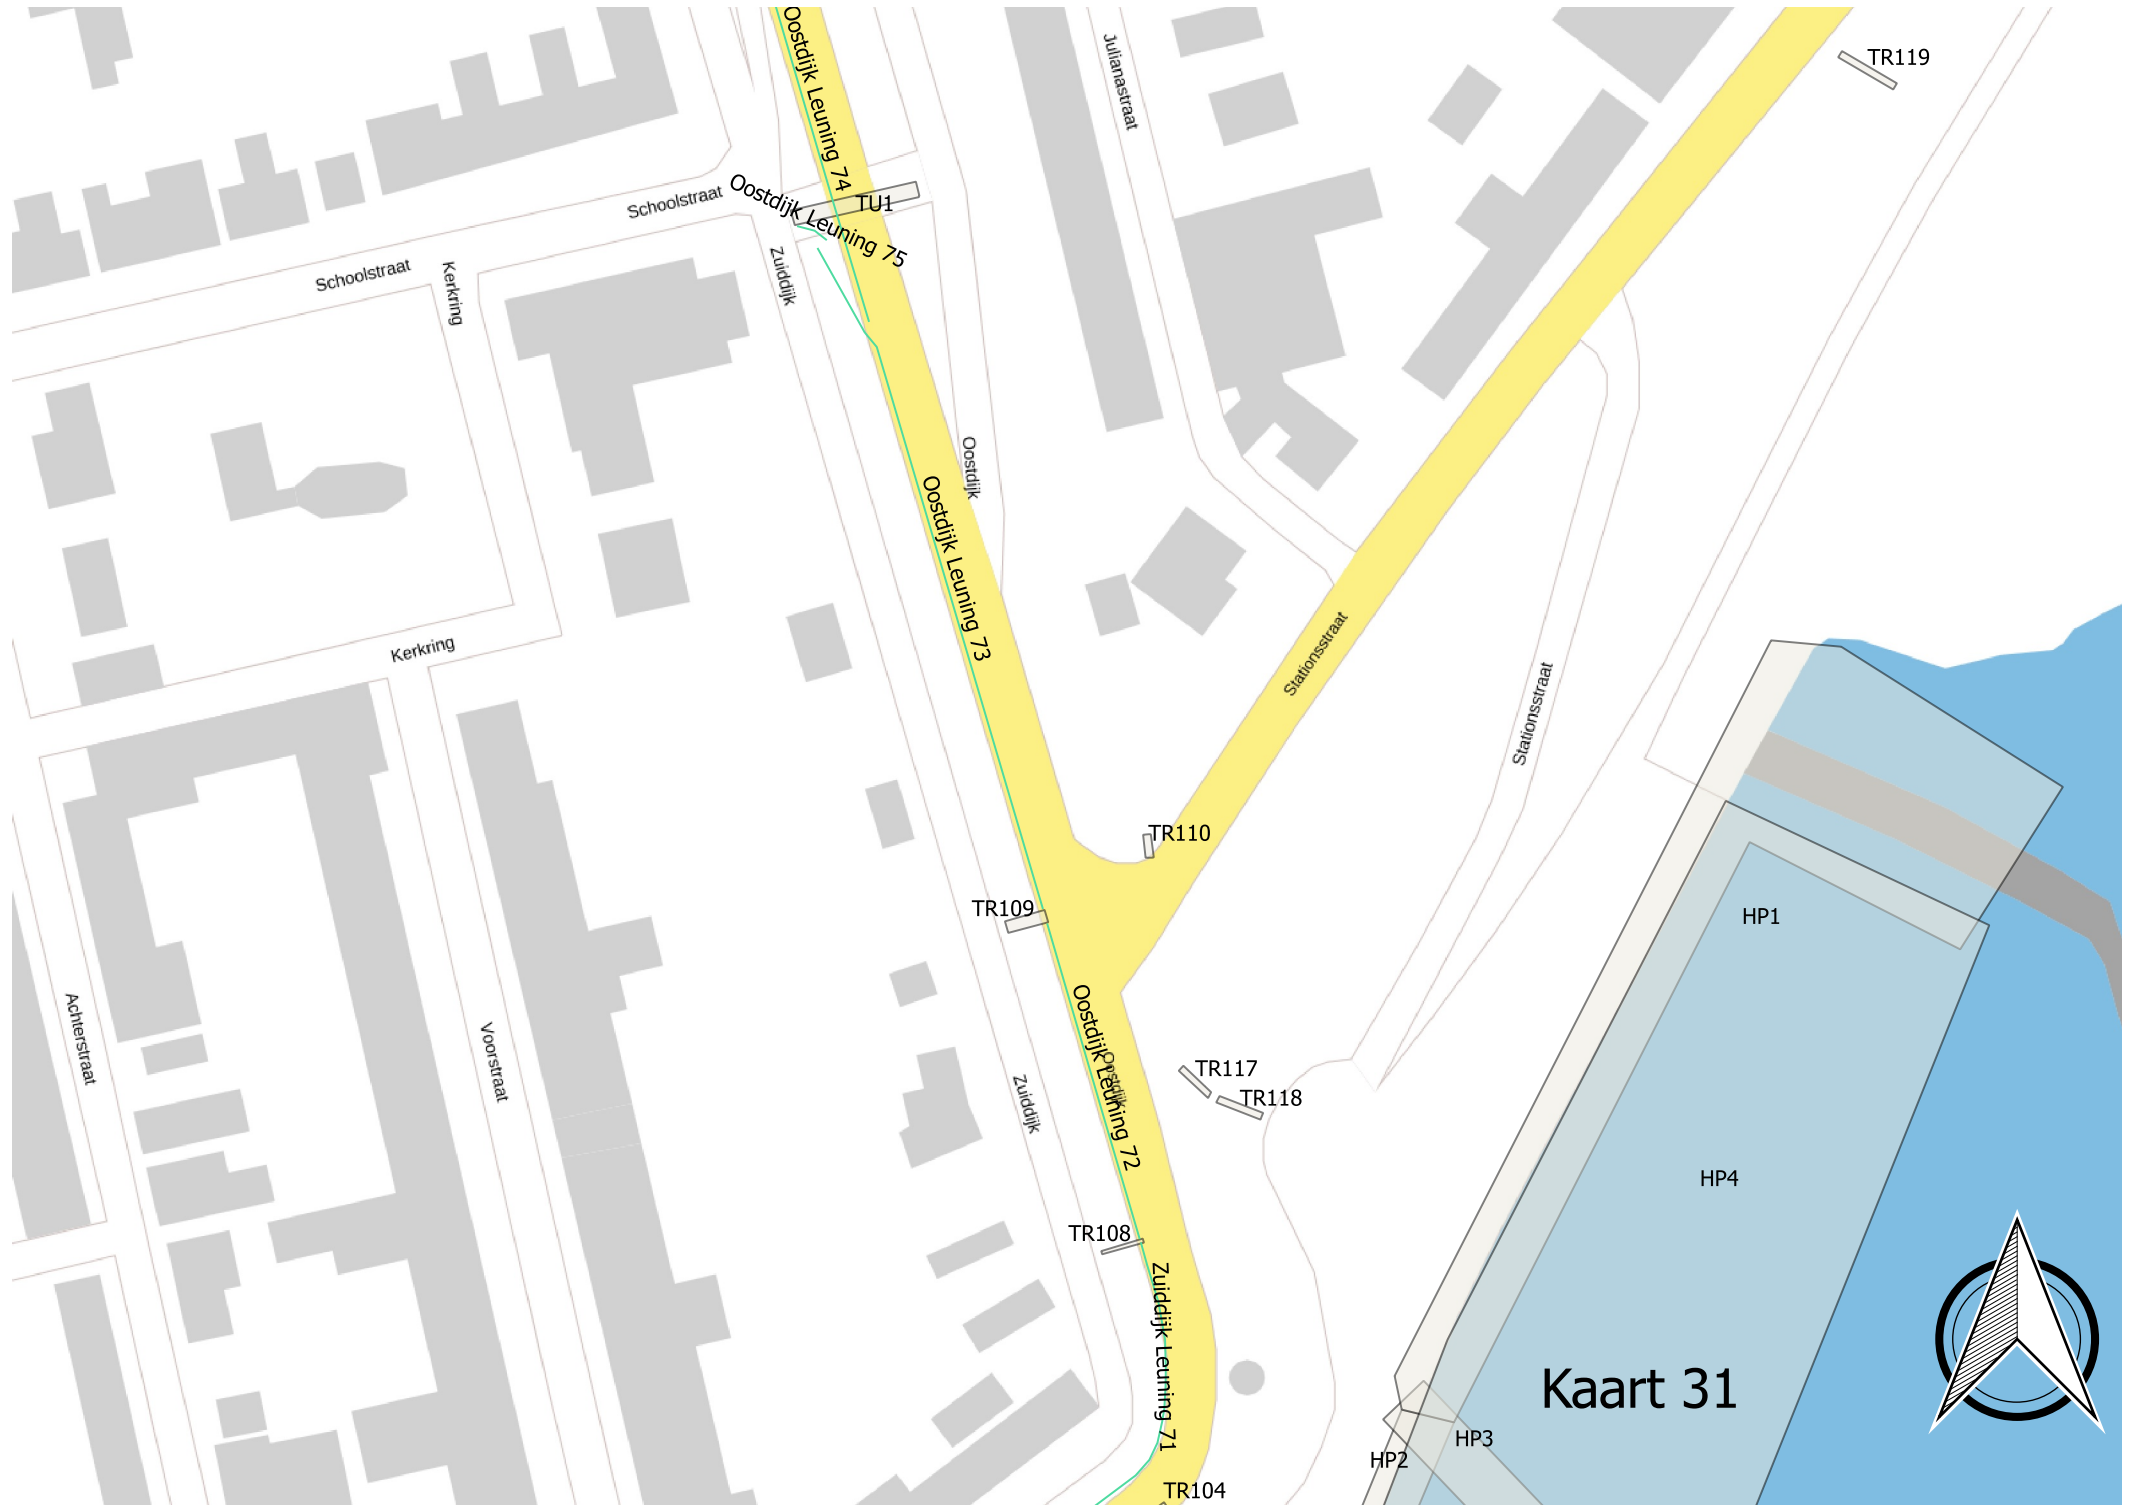 Oostdijk Leuning 74
Julianastraat
TR119
Schoolstraat
TU1
Oostdijk Leuning 75
Schoolstraat
Kerkring
Zuiddijk
Oostdijk
Oostdijk Leuning 73
Kerkring
Stationsstraat
Stationsstraat
TR110
TR109
HP1
Achterstraat
Voorstraat
Oostdijk Leuning 72
Oostdijk
TR117
TR118
Zuiddijk
HP4
TR108
Zuiddijk Leuning 71
Kaart 31
HP3
HP2
TR104